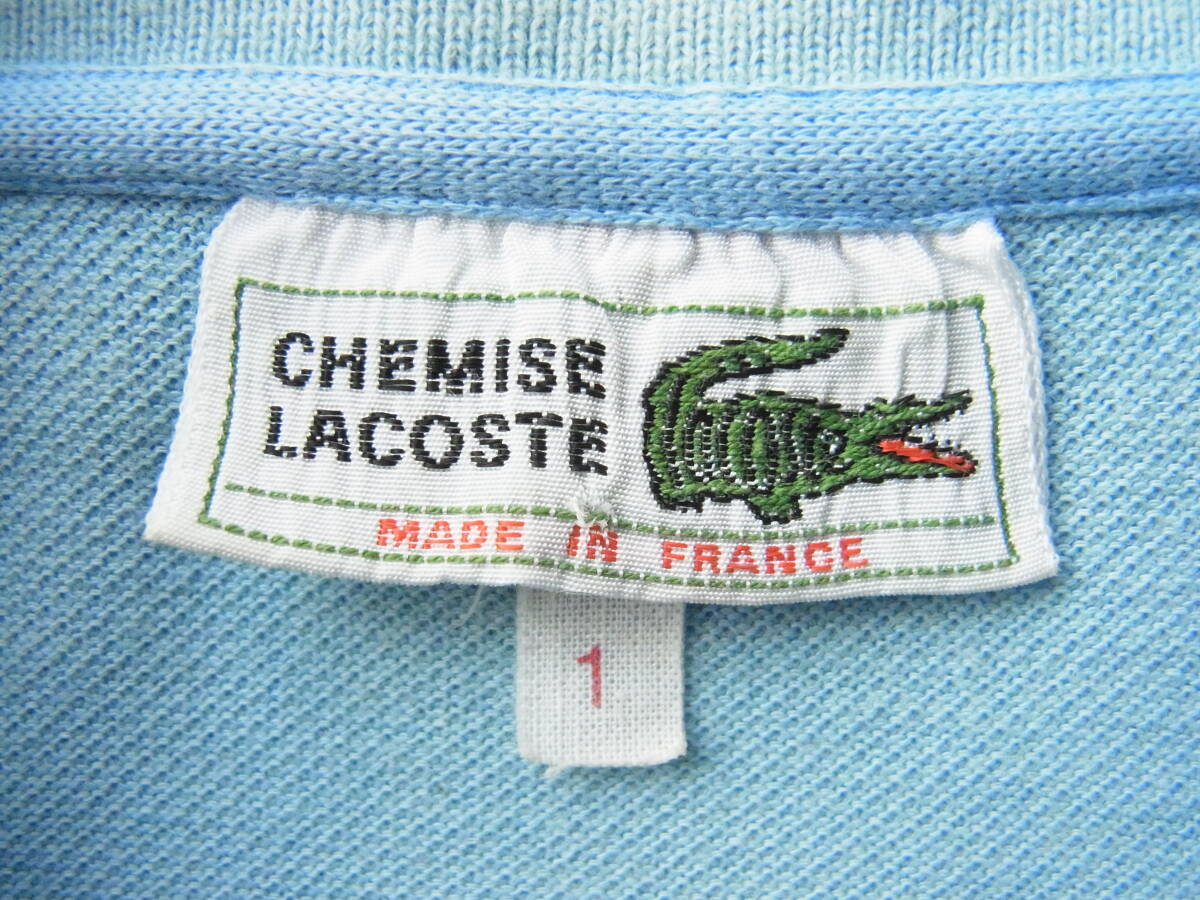 CHEMISE
LACOSTE
MADE IN FRANCE
1